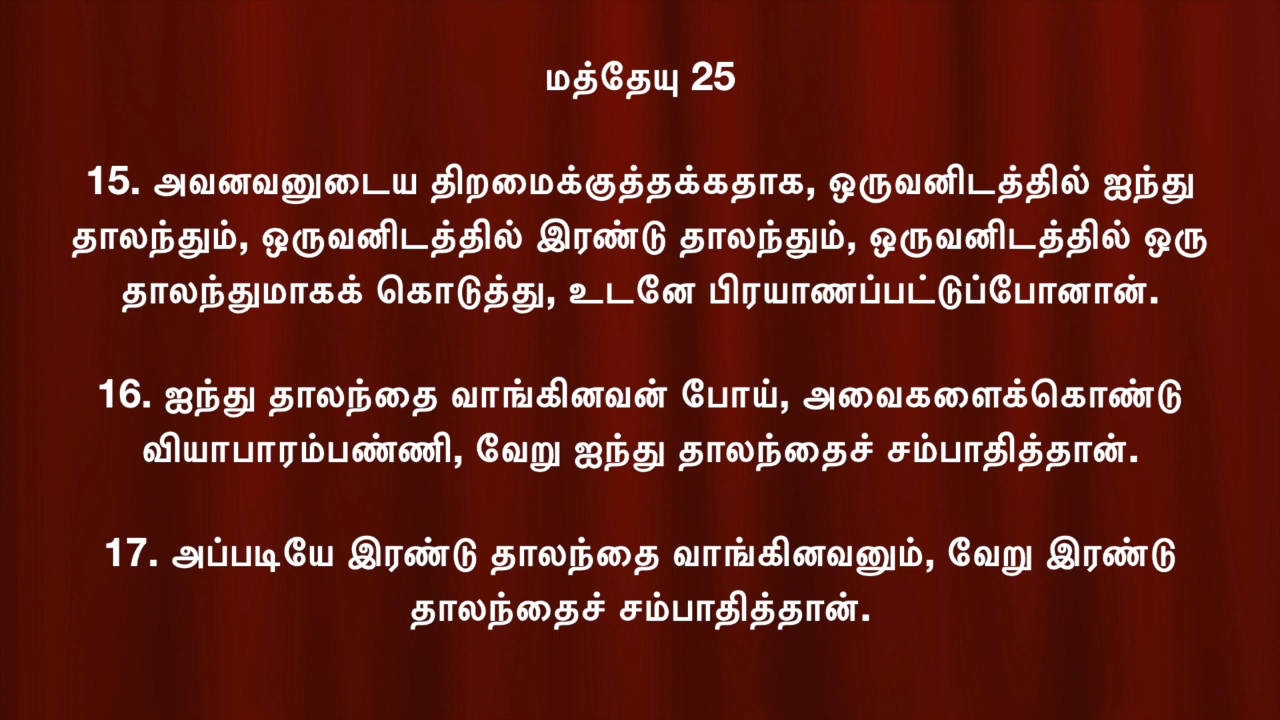 மத்தேயு 25
15. அவனவனுடைய திறமைக்குத்தக்கதாக, ஒருவனிடத்தில் ஐந்து
தாலந்தும், ஒருவனிடத்தில் இரண்டு தாலந்தும், ஒருவனிடத்தில் ஒரு
தாலந்துமாகக் கொடுத்து, உடனே பிரயாணப்பட்டுப்போனான்.
16. ஐந்து தாலந்தை வாங்கினவன் போய், அவைகளைக்கொண்டு
வியாபாரம்பண்ணி, வேறு ஐந்து தாலந்தைச் சம்பாதித்தான்.
17. அப்படியே இரண்டு தாலந்தை வாங்கினவனும், வேறு இரண்டு
தாலந்தைச் சம்பாதித்தான்.